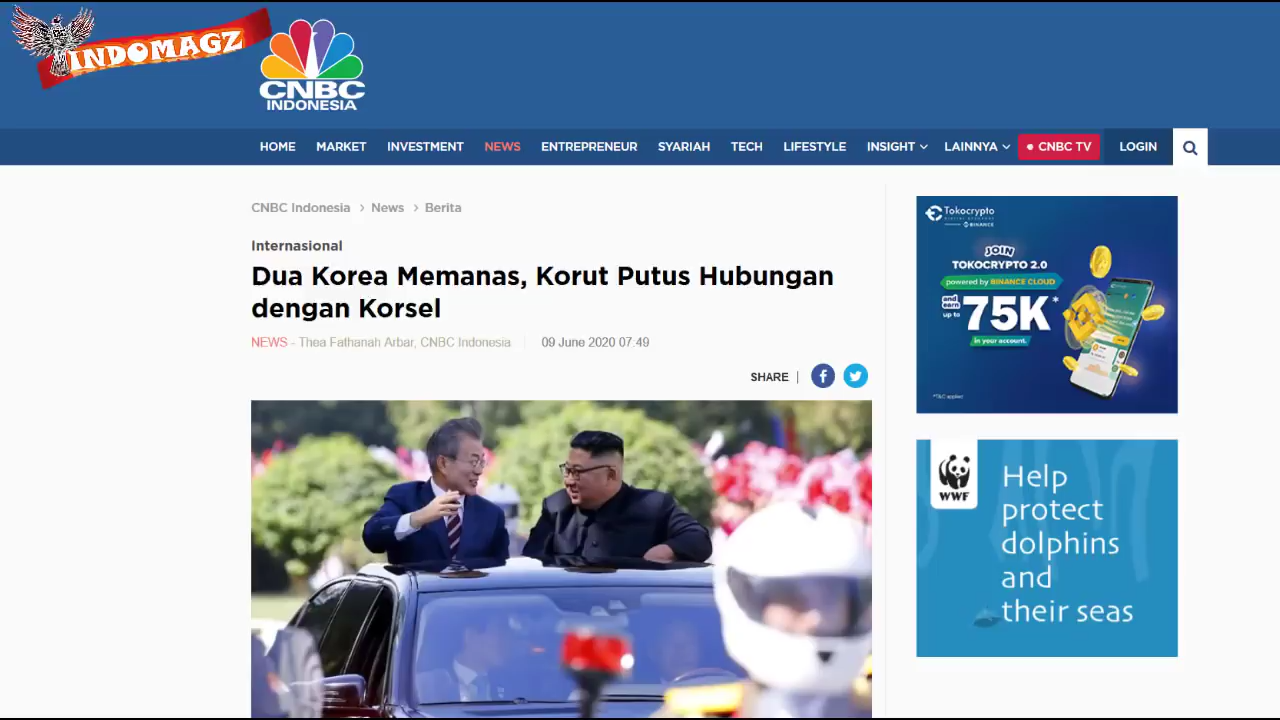 INDOMAGZ
CNBC
INDONESIA
HOME MARKET INVESTMENT NEWS ENTREPRENEUR SYARIAH TECH LIFESTYLE INSIGHT LAINNYA CNBC TV LOGIN
CNBC Indonesia > News > Berita
Internasional
Dua Korea Memanas, Korut Putus Hubungan
dengan Korsel
NEWS - Thea Fathanah Arbar, CNBC Indonesia 09 June 2020 07.49
SHARE |
Tokocrypto
BINANCE
JOIN
TOKOCRYPTO 2.0
powered by BINANCE CLOUD
and earn
up to
75K*
in your account.
*T&C applied
WWF
Help
protect
dolphins
and
their seas